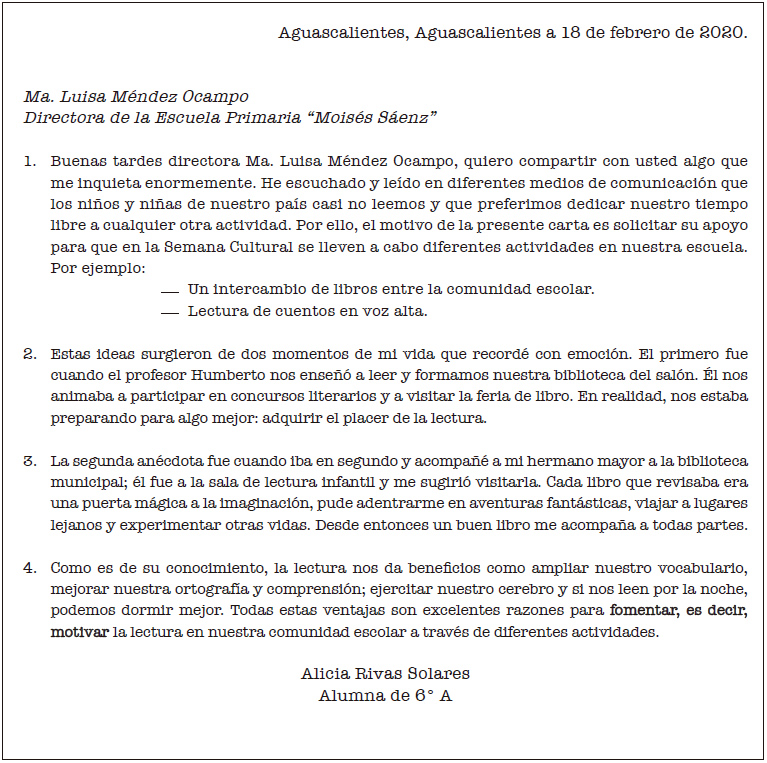 Aguascalientes, Aguascalientes a 18 de febrero de 2020.
Ma. Luisa Méndez Ocampo
Directora de la Escuela Primaria “Moisés Sáenz”
1. Buenas tardes directora Ma. Luisa Méndez Ocampo, quiero compartir con usted algo que
me inquieta enormemente. He escuchado y leído en diferentes medios de comunicación que
los niños y niñas de nuestro país casi no leemos y que preferimos dedicar nuestro tiempo
libre a cualquier otra actividad. Por ello, el motivo de la presente carta es solicitar su apoyo
para que en la Semana Cultural se lleven a cabo diferentes actividades en nuestra escuela.
Por ejemplo:
— Un intercambio de libros entre la comunidad escolar.
— Lectura de cuentos en voz alta.
2. Estas ideas surgieron de dos momentos de mi vida que recordé con emoción. El primero fue
cuando el profesor Humberto nos enseñó a leer y formamos nuestra biblioteca del salón. Él nos
animaba a participar en concursos literarios y a visitar la feria de libro. En realidad, nos estaba
preparando para algo mejor: adquirir el placer de la lectura.
3. La segunda anécdota fue cuando iba en segundo y acompañé a mi hermano mayor a la biblioteca
municipal; él fue a la sala de lectura infantil y me sugirió visitarla. Cada libro que revisaba era
una puerta mágica a la imaginación, pude adentrarme en aventuras fantásticas, viajar a lugares
lejanos y experimentar otras vidas. Desde entonces un buen libro me acompaña a todas partes.
4. Como es de su conocimiento, la lectura nos da beneficios como ampliar nuestro vocabulario,
mejorar nuestra ortografía y comprensión; ejercitar nuestro cerebro y si nos leen por la noche,
podemos dormir mejor. Todas estas ventajas son excelentes razones para fomentar, es decir,
motivar la lectura en nuestra comunidad escolar a través de diferentes actividades.
Alicia Rivas Solares
Alumna de 6° A